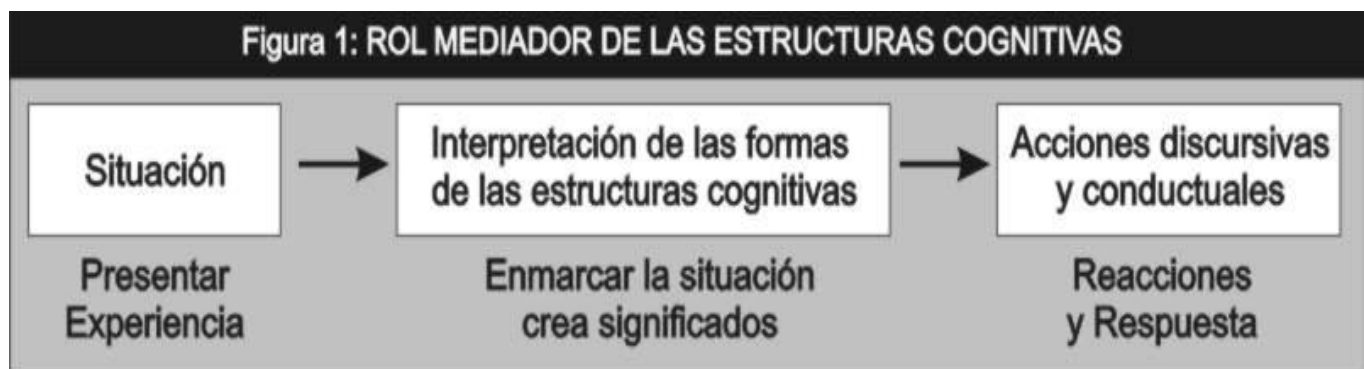 Figura 1: ROL MEDIADOR DE LAS ESTRUCTURAS COGNITIVAS
Situación
Presentar
Experiencia
Interpretación de las formas
de las estructuras cognitivas
Enmarcar la situación
crea significados
Acciones discursivas
y conductuales
Reacciones
y Respuesta